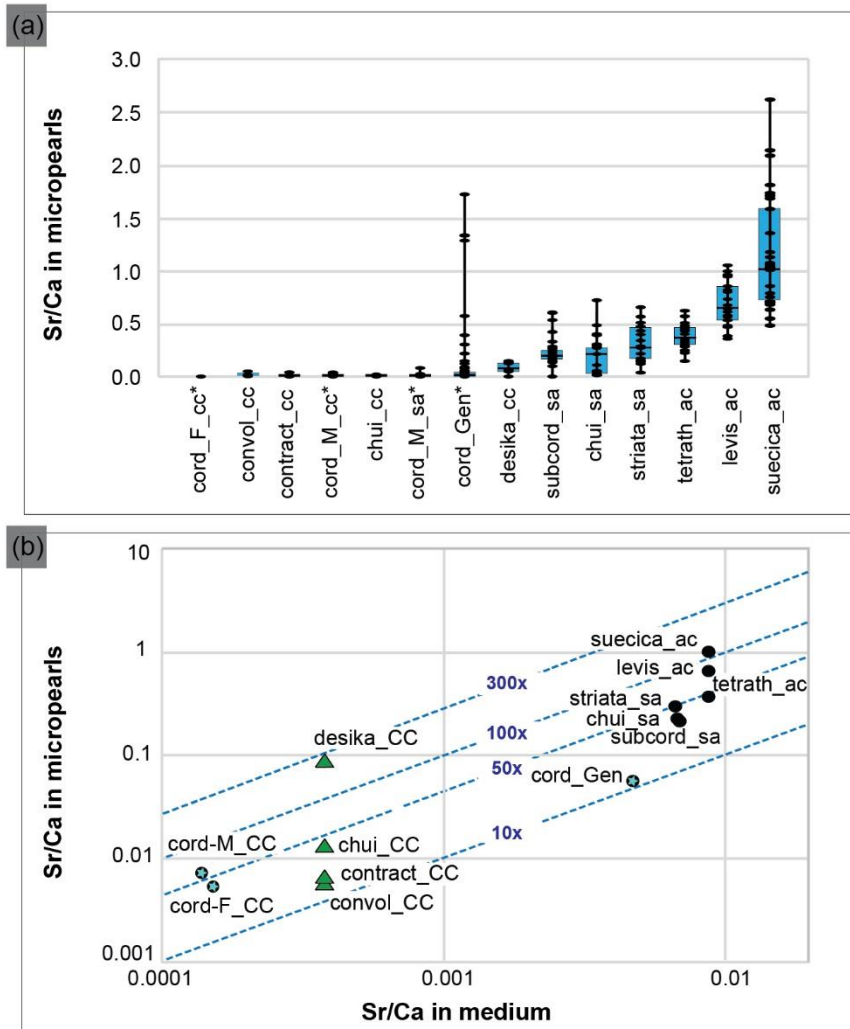 (a)
3.0
2.5
2.0
1.5
1.0
0.5
0.0
Sr/Ca in micropearls
cord_F_cc*
convol_cc
contract_cc
cord_M_cc*
chui_cc
cord_M_sa*
cord_Gen*
desika_cc
subcord_sa
chui_sa
striata_sa
tetrath_ac
levis_ac
suecica_ac
(b)
10
1
0.1
0.01
0.001
Sr/Ca in micropearls
suecica_ac
levis_ac
300x
tetrath_ac
striata_sa
desika_CC
100x
chui_sa
subcord_sa
50x
cord_Gen
cord-M_CC
chui_CC
10x
contract_CC
cord-F_CC
convol_CC
0.0001
0.001
0.01
Sr/Ca in medium